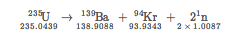 ²³⁵U → ¹³⁹Ba + ⁹⁴Kr + 2¹n
235.0439 138.9088 93.9343 2 × 1.0087